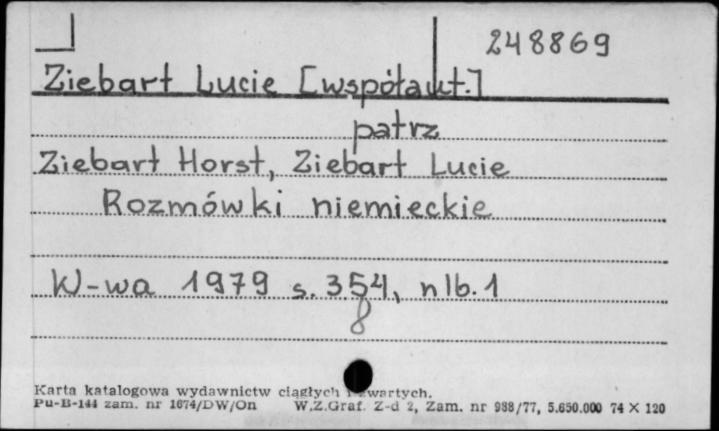 248869
Ziebart Lucie [współaut.]
patrz
Ziebart Horst, Ziebart Lucie
Rozmówki niemieckie
W-wa 1979 s. 354, nlb. 1
8
Karta katalogowa wydawnictw ciągłych i zwartych.
Pu-B-144 zam. nr 1674/DW/On W.Z.Graf. Z-d 2, Zam. nr 938/77, 5.650.000 74 × 120